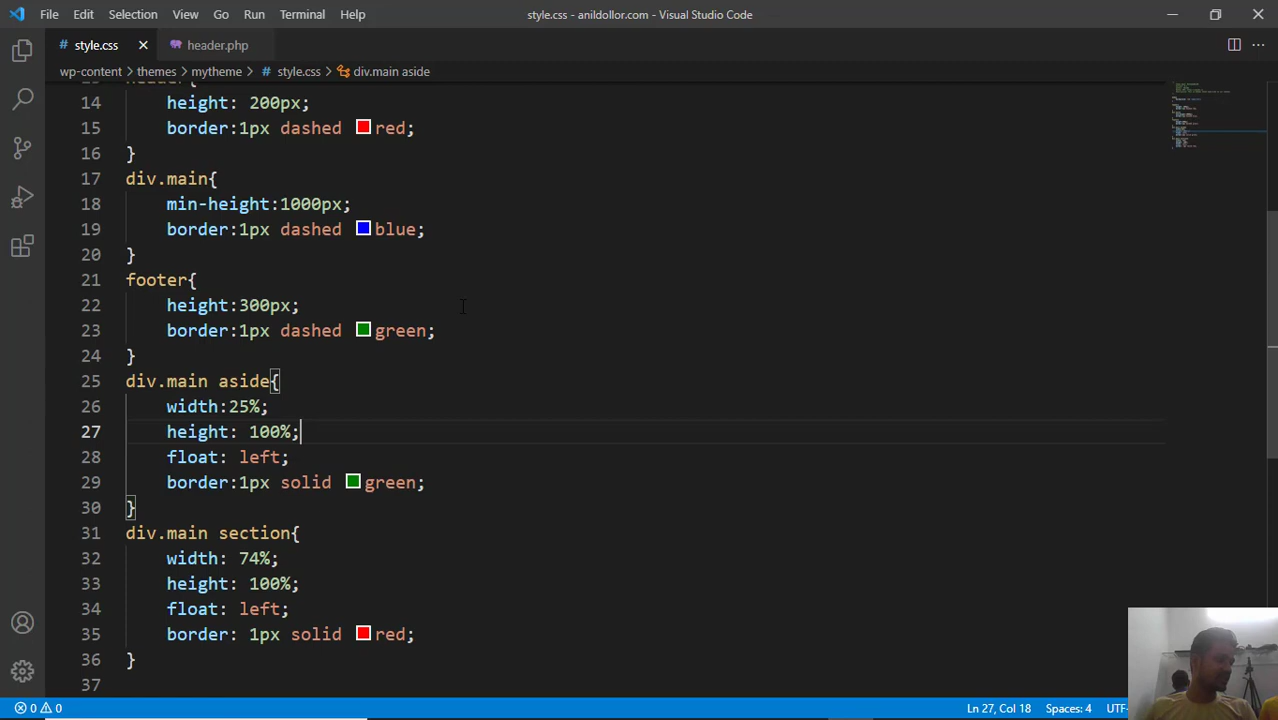 File Edit Selection View Go Run Terminal Help style.css - anildollor.com - Visual Studio Code
style.css header.php
wp-content > themes > mytheme > style.css > div.main aside
14 height: 200px;
15 border:1px dashed red;
16 }
17 div.main{
18 min-height:1000px;
19 border:1px dashed blue;
20 }
21 footer{
22 height:300px;
23 border:1px dashed green;
24 }
25 div.main aside{
26 width:25%;
27 height: 100%;
28 float: left;
29 border:1px solid green;
30 }
31 div.main section{
32 width: 74%;
33 height: 100%;
34 float: left;
35 border: 1px solid red;
36 }
37
0 0 Ln 27, Col 18 Spaces: 4 UTF-